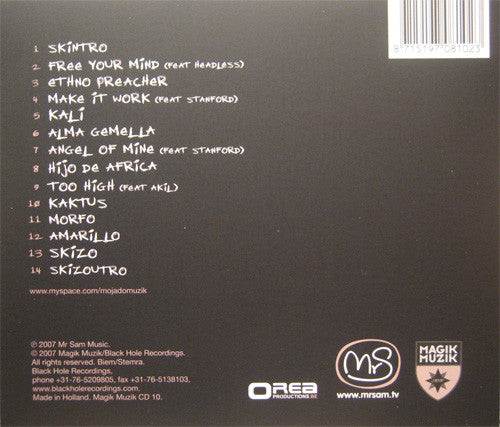 8 715197 081023
1 SKINTRO
2 FREE YOUR MIND (FEAT HEADLESS)
3 ETHNO PREACHER
4 MAKE IT WORK (FEAT STANFORD)
5 KALI
6 ALMA GEMELLA
7 ANGEL OF MINE (FEAT STANFORD)
8 HIJO DE AFRICA
9 TOO HIGH (FEAT AKIL)
10 KAKTUS
11 MORFO
12 AMARILLO
13 SKIZO
14 SKIZOUTRO
www.myspace.com/mojadomuzik
℗ 2007 Mr Sam Music.
© 2007 Magik Muzik/Black Hole Recordings.
All rights reserved. Biem/Stemra.
Black Hole Recordings,
phone +31-76-5209805, fax +31-76-5138103.
www.blackholerecordings.com
Made in Holland. Magik Muzik CD 10.
OREA
PRODUCTIONS.BE
MS
www.mrsam.tv
MAGIK
MUZIK